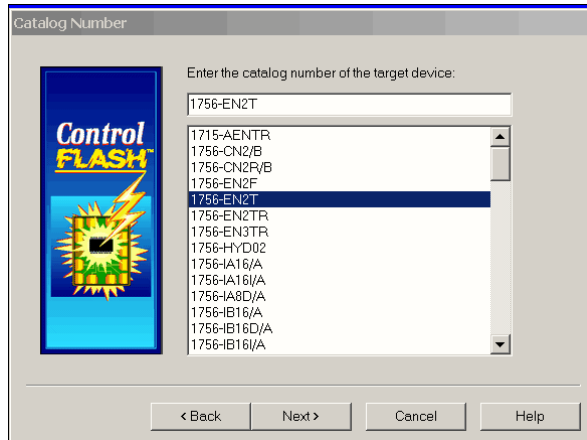 Catalog Number
Enter the catalog number of the target device:
1756-EN2T
Control
FLASH™
1715-AENTR
1756-CN2/B
1756-CN2R/B
1756-EN2F
1756-EN2T
1756-EN2TR
1756-EN3TR
1756-HYD02
1756-IA16/A
1756-IA16I/A
1756-IA8D/A
1756-IB16/A
1756-IB16D/A
1756-IB16I/A
< Back
Next >
Cancel
Help